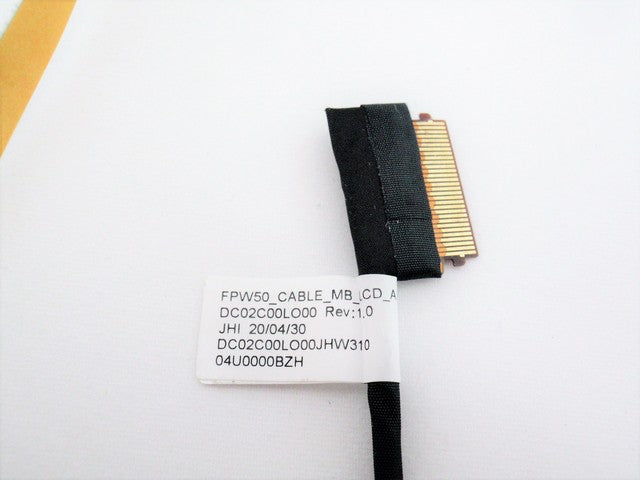 FPW50_CABLE_MB_LCD_A
DC02C00LO00 Rev:1.0
JHI 20/04/30
DC02C00LO00JHW310
04U0000BZH